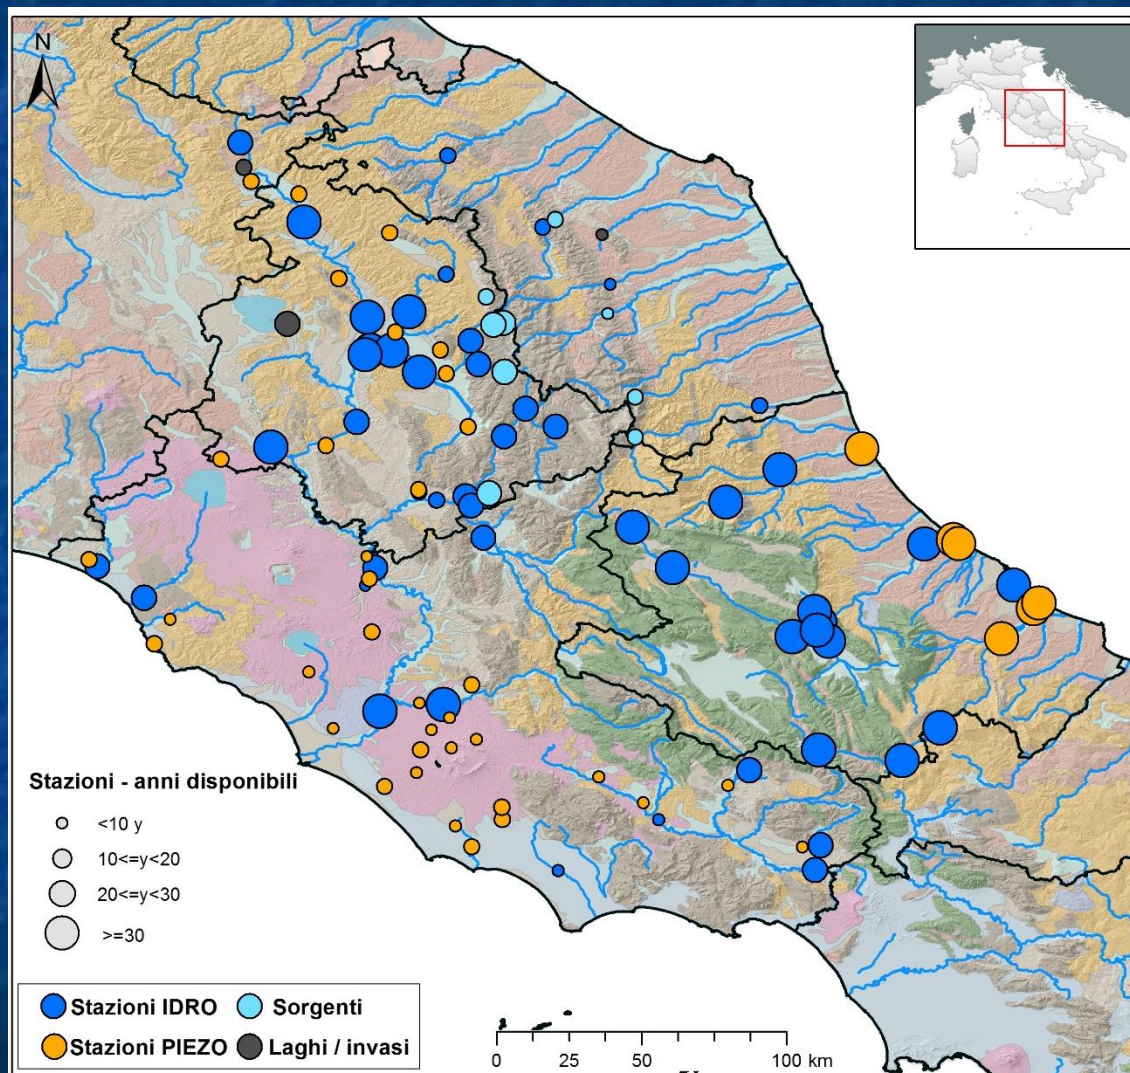 N
Stazioni - anni disponibili
<10 y
10<=y<20
20<=y<30
>=30
Stazioni IDRO
Sorgenti
Stazioni PIEZO
Laghi / invasi
0 25 50 100 km